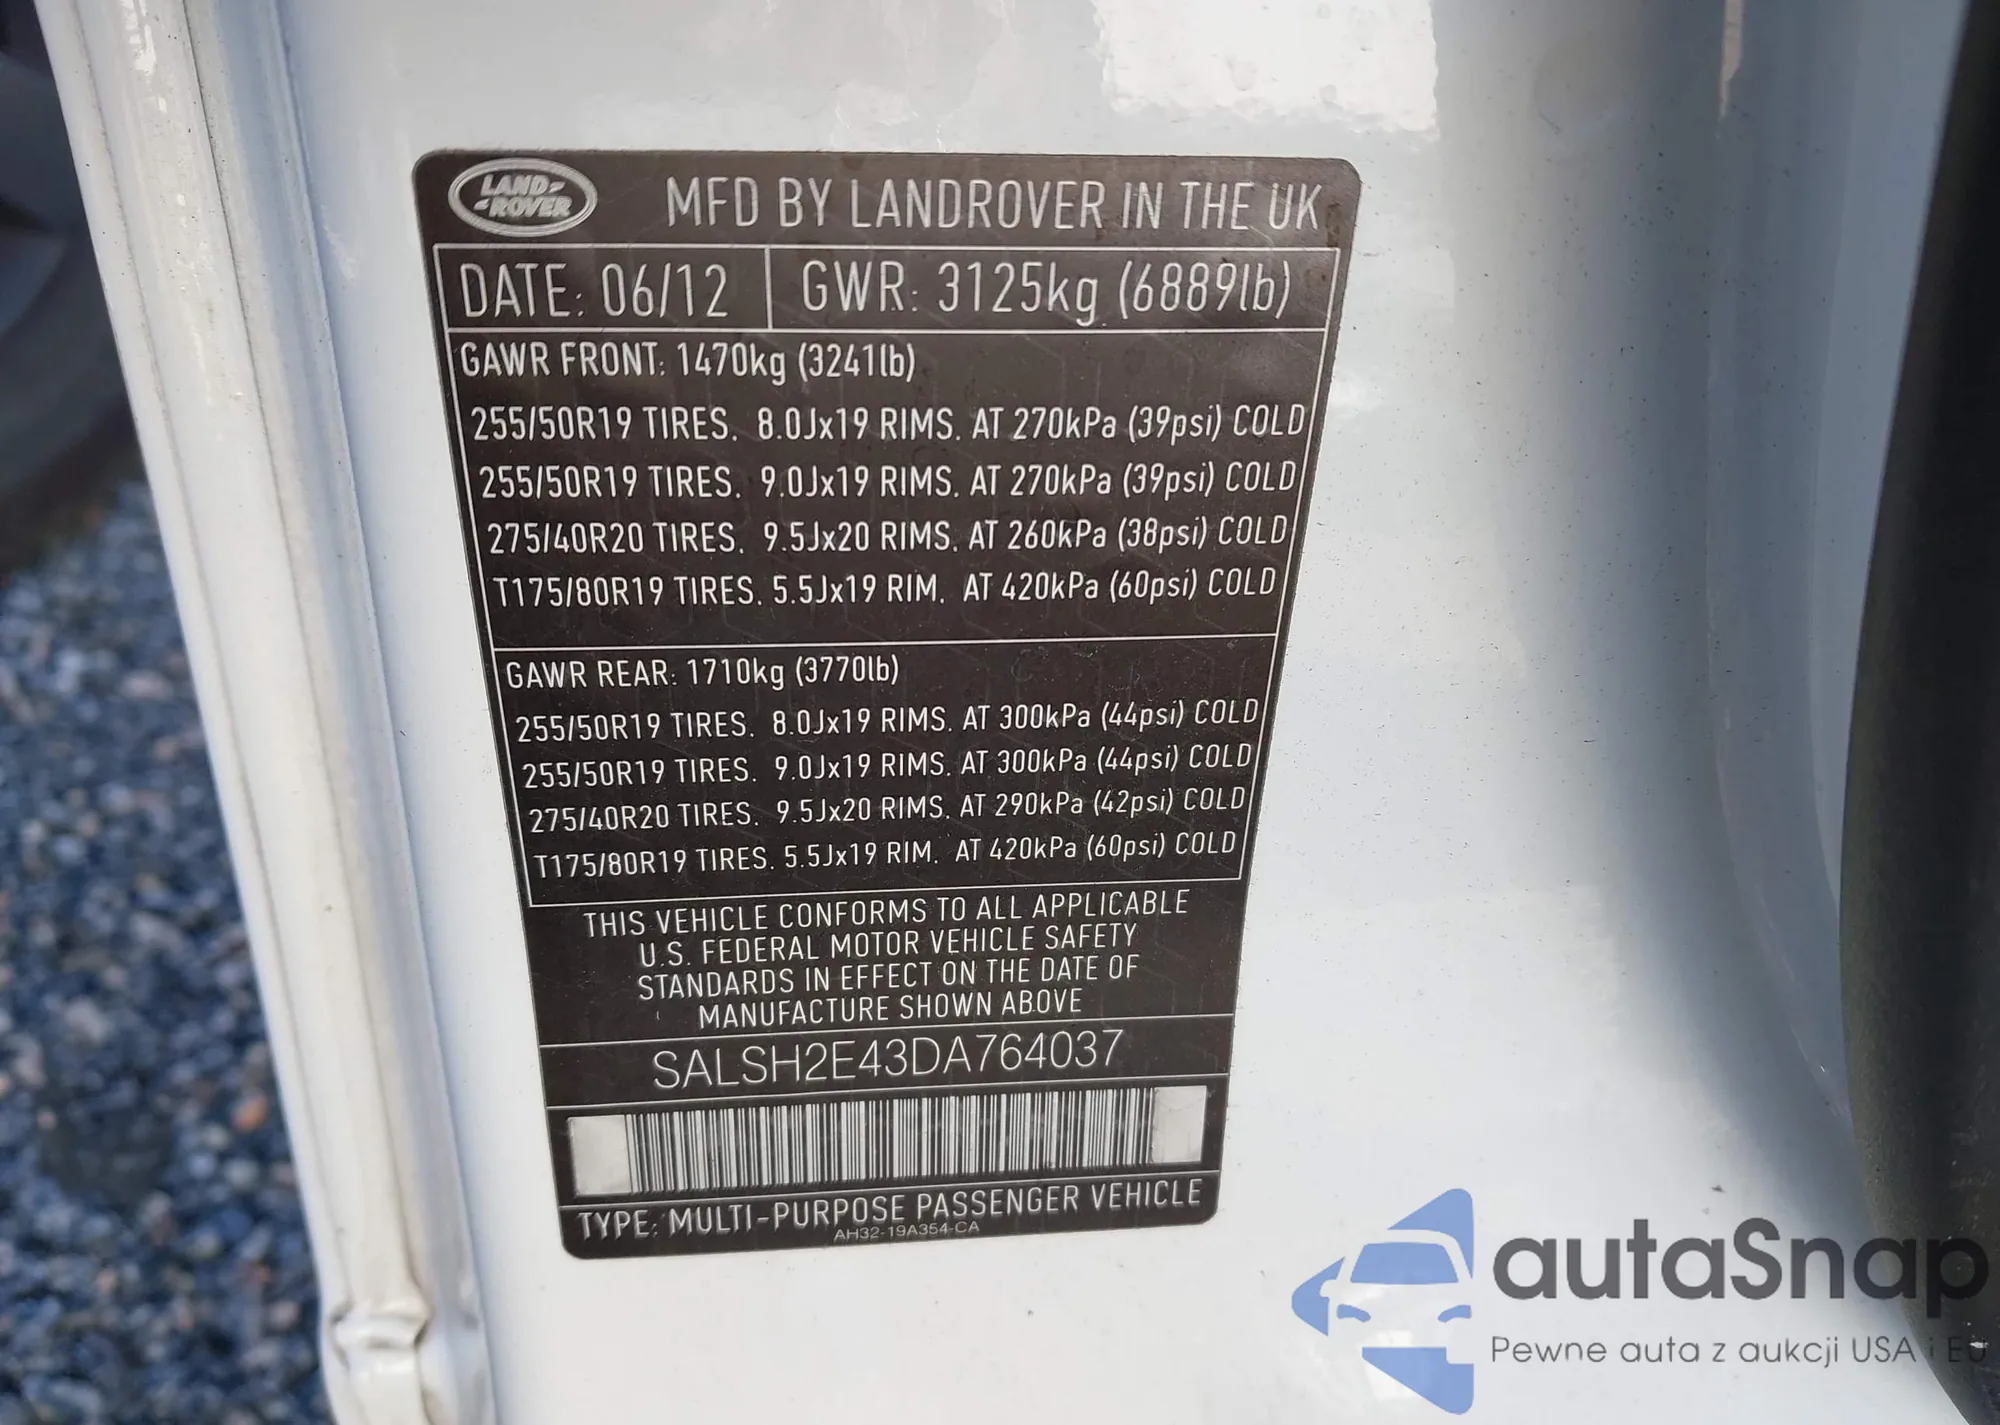 LAND-
-ROVER
MFD BY LANDROVER IN THE UK
DATE: 06/12 GWR: 3125kg (6889lb)
GAWR FRONT: 1470kg (3241lb)
255/50R19 TIRES. 8.0Jx19 RIMS. AT 270kPa (39psi) COLD
255/50R19 TIRES. 9.0Jx19 RIMS. AT 270kPa (39psi) COLD
275/40R20 TIRES. 9.5Jx20 RIMS. AT 260kPa (38psi) COLD
T175/80R19 TIRES. 5.5Jx19 RIM. AT 420kPa (60psi) COLD
GAWR REAR: 1710kg (3770lb)
255/50R19 TIRES. 8.0Jx19 RIMS. AT 300kPa (44psi) COLD
255/50R19 TIRES. 9.0Jx19 RIMS. AT 300kPa (44psi) COLD
275/40R20 TIRES. 9.5Jx20 RIMS. AT 290kPa (42psi) COLD
T175/80R19 TIRES. 5.5Jx19 RIM. AT 420kPa (60psi) COLD
THIS VEHICLE CONFORMS TO ALL APPLICABLE
U.S. FEDERAL MOTOR VEHICLE SAFETY
STANDARDS IN EFFECT ON THE DATE OF
MANUFACTURE SHOWN ABOVE
SALSH2E43DA764037
TYPE: MULTI-PURPOSE PASSENGER VEHICLE
AH32-19A354-CA
autaSnap
Pewne auta z aukcji USA i EU